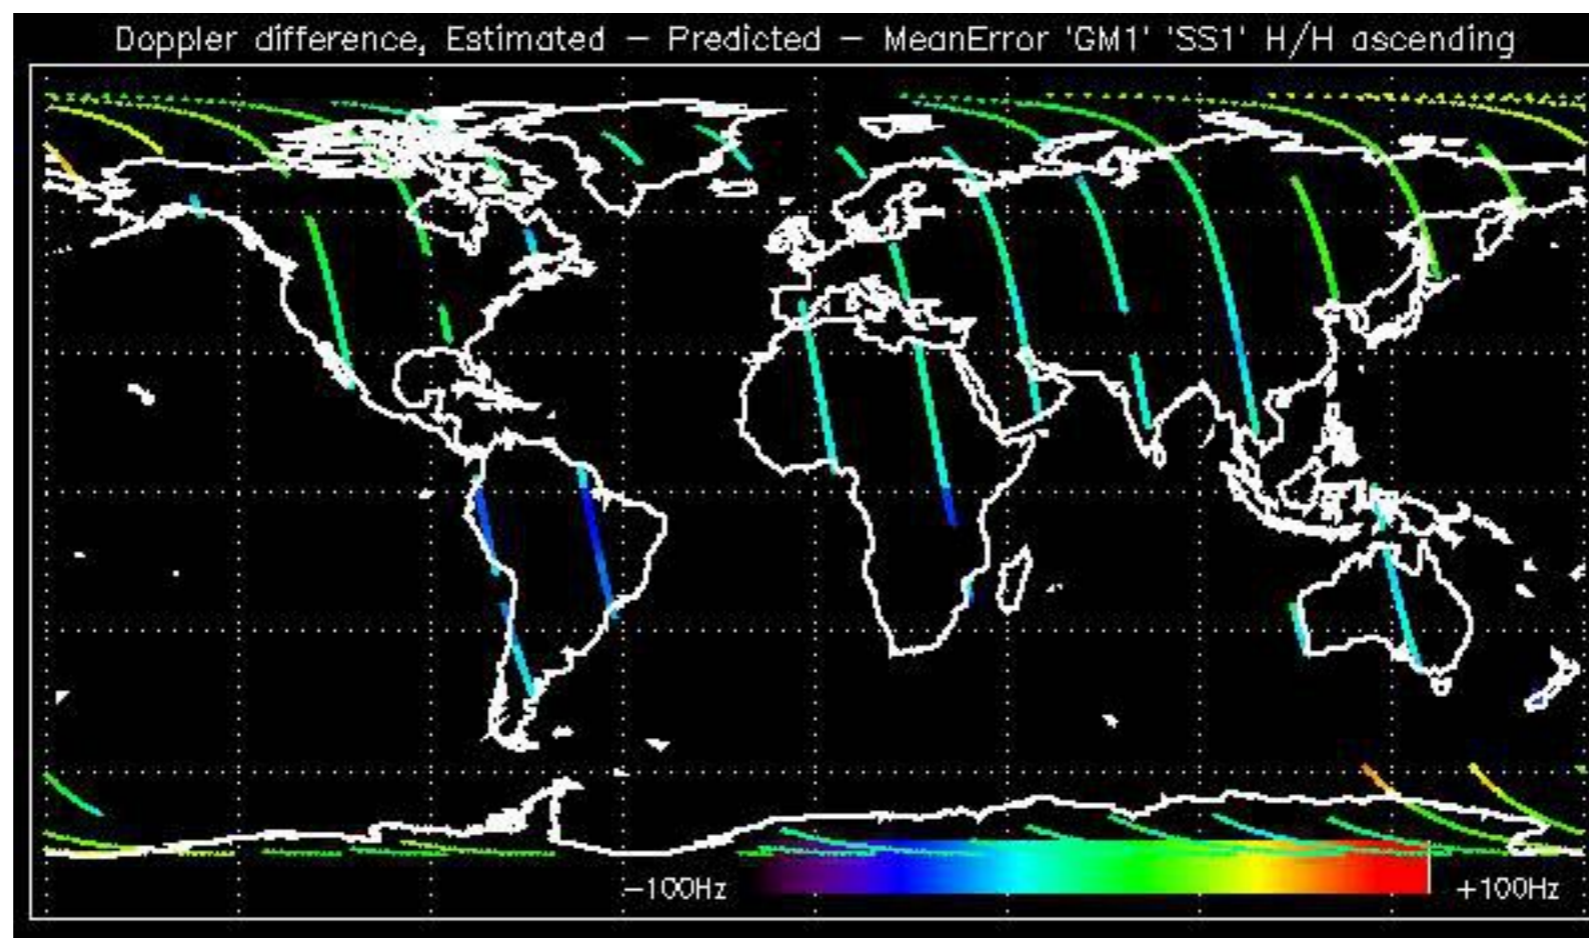 Doppler difference, Estimated – Predicted – MeanError 'GM1' 'SS1' H/H ascending
–100Hz +100Hz